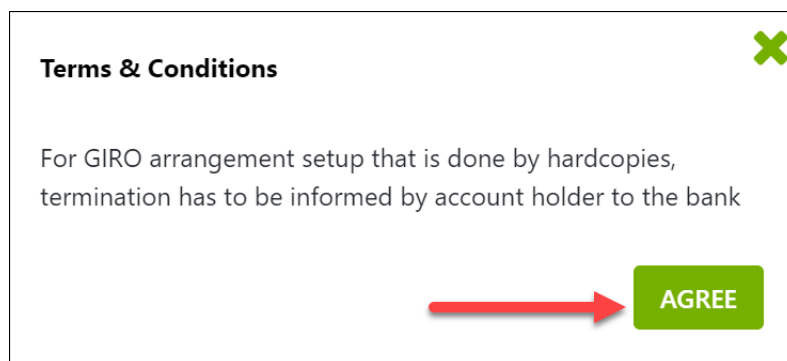 Terms & Conditions
For GIRO arrangement setup that is done by hardcopies,
termination has to be informed by account holder to the bank
AGREE